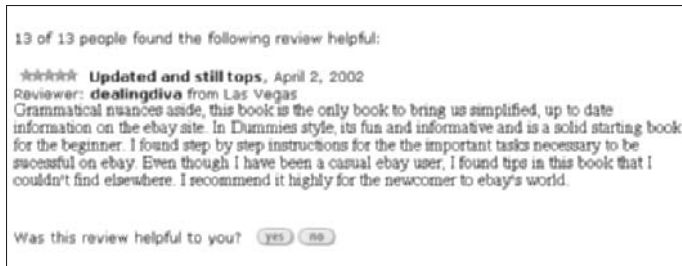 13 of 13 people found the following review helpful:
Updated and still tops, April 2, 2002
Reviewer: dealingdiva from Las Vegas
Grammatical nuances aside, this book is the only book to bring us simplified, up to date
information on the ebay site. In Dummies style, its fun and informative and is a solid starting book
for the beginner. I found step by step instructions for the the important tasks necessary to be
sucessful on ebay. Even though I have been a casual ebay user, I found tips in this book that I
couldn't find elsewhere. I recommend it highly for the newcomer to ebay's world.
Was this review helpful to you? yes no